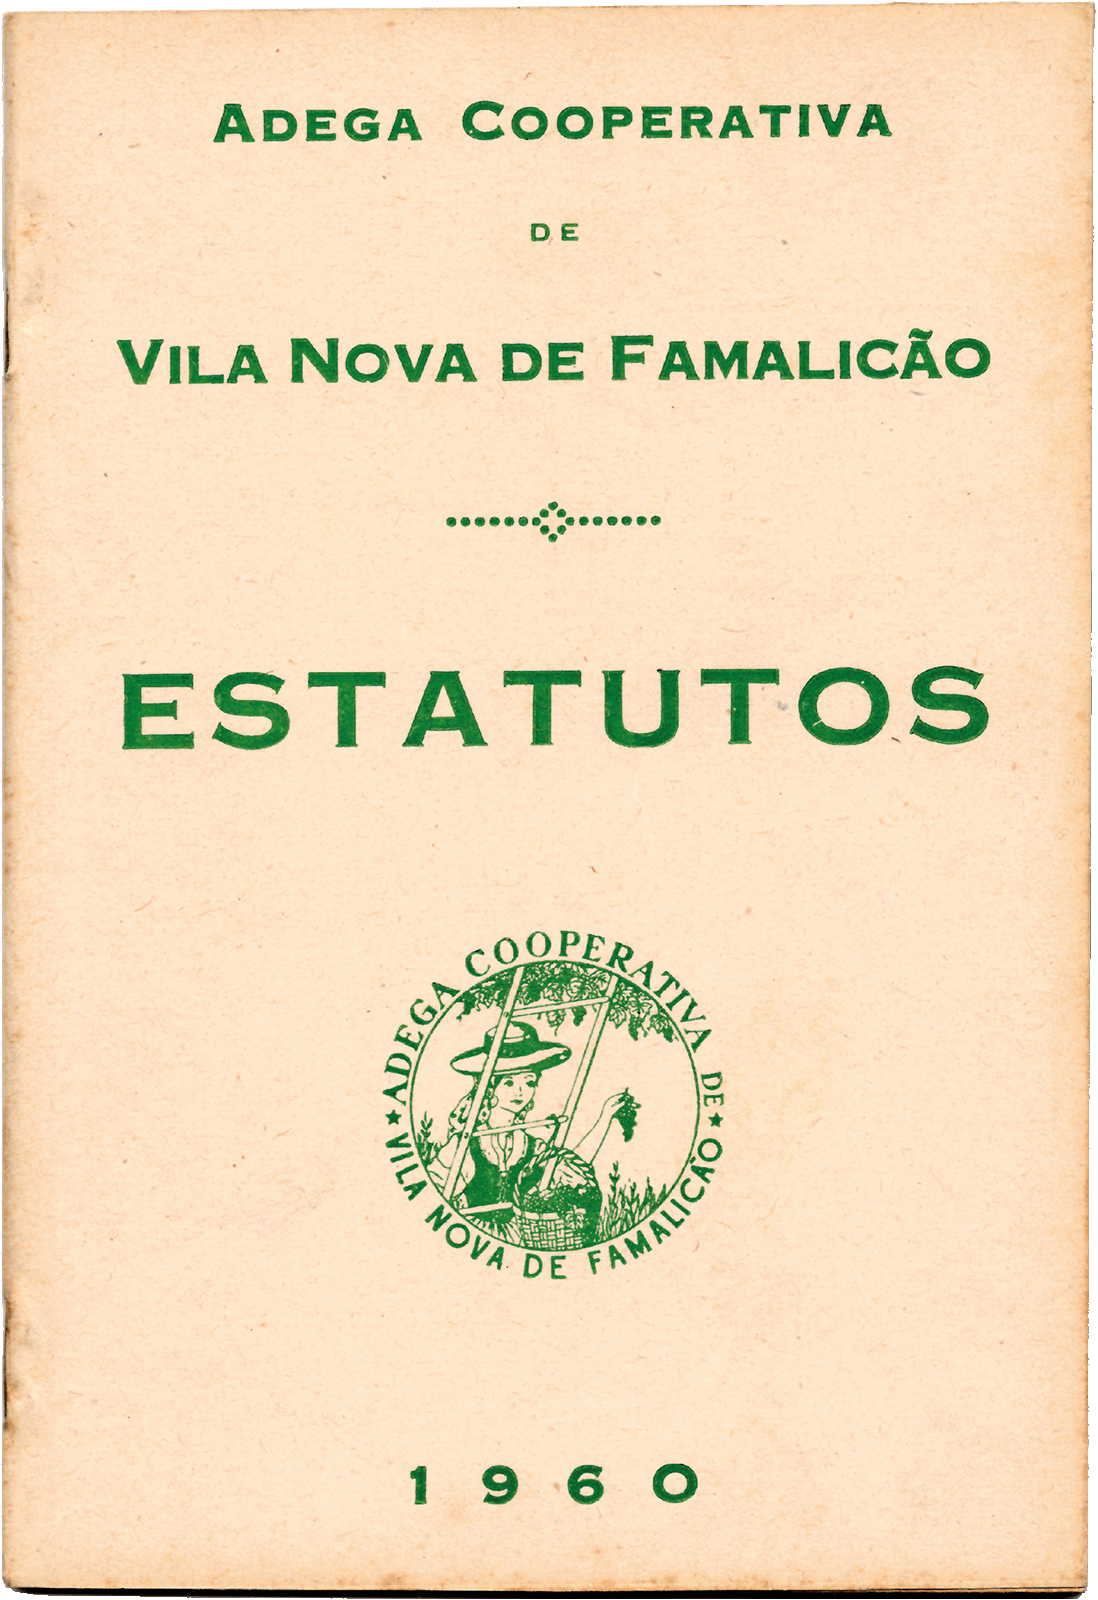 ADEGA COOPERATIVA
DE
VILA NOVA DE FAMALICÃO
ESTATUTOS
ADEGA COOPERATIVA DE
★ VILA NOVA DE FAMALICÃO ★
1960